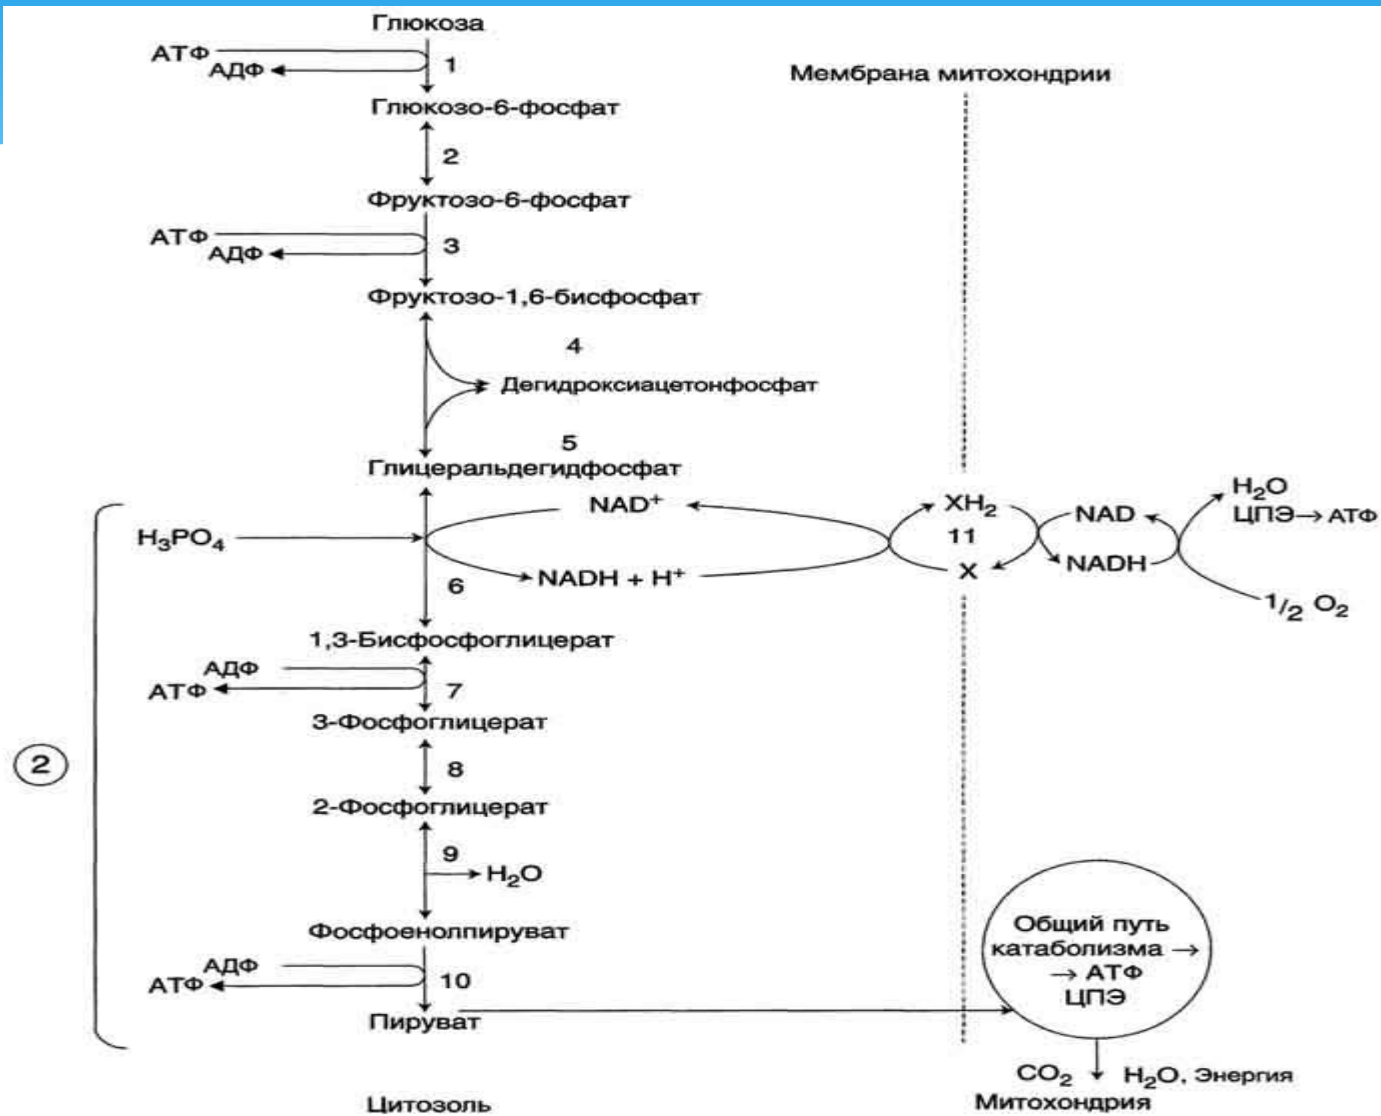 Глюкоза
АТФ
АДФ
1
Мембрана митохондрии
Глюкозо-6-фосфат
2
Фруктозо-6-фосфат
АТФ
АДФ
3
Фруктозо-1,6-бисфосфат
4
Дегидроксиацетонфосфат
5
Глицеральдегидфосфат
H₃PO₄
NAD⁺
NADH + H⁺
6
XH₂
11
X
NAD
NADH
H₂O
ЦПЭ→ АТФ
1/2 O₂
1,3-Бисфосфоглицерат
АДФ
АТФ
7
3-Фосфоглицерат
2
8
2-Фосфоглицерат
9
H₂O
Фосфоенолпируват
АДФ
АТФ
10
Пируват
Общий путь
катаболизма →
→ АТФ
ЦПЭ
CO₂
H₂O, Энергия
Цитозоль
Митохондрия